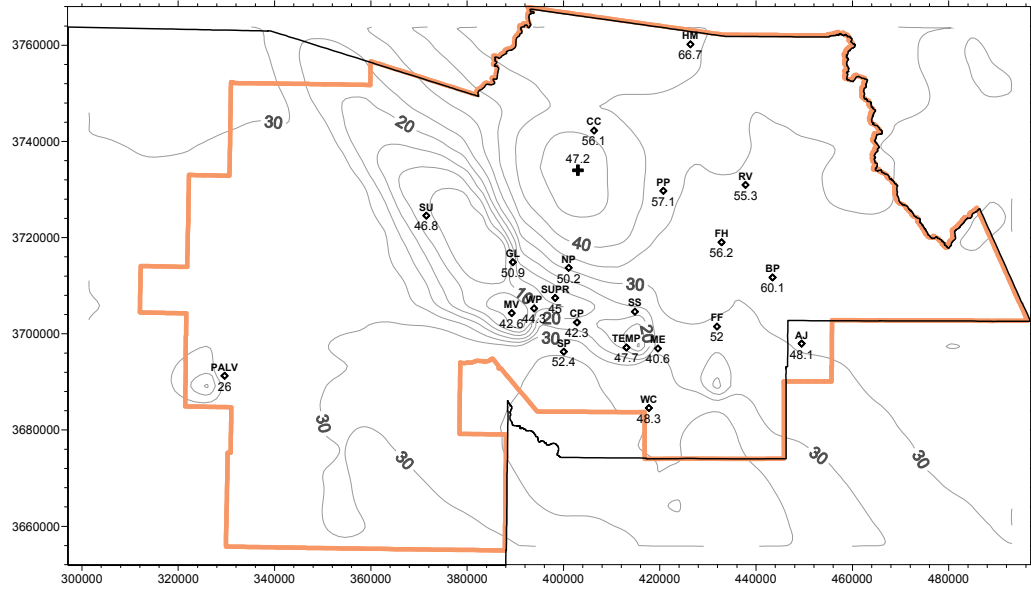 3760000
HM
66.7
3740000
30
20
CC
56.1
47.2
PP
57.1
RV
55.3
SU
46.8
3720000
40
FH
56.2
GL
50.9
NP
50.2
30
BP
60.1
10
SUPR
45
WP
44.3
MV
42.6
SS
20
CP
42.3
FF
52
3700000
30
20
AJ
48.1
SP
52.4
TEMP
47.7
ME
40.6
PALV
26
WC
48.3
3680000
30
30
30
30
3660000
300000 320000 340000 360000 380000 400000 420000 440000 460000 480000